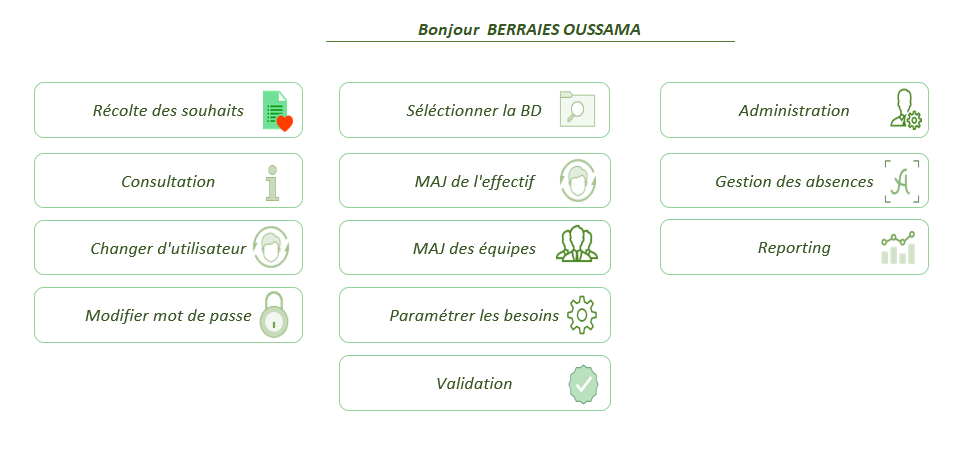 Bonjour  BERRAIES OUSSAMA
Récolte des souhaits
Séléctionner la BD
Administration
Consultation
MAJ de l'effectif
Gestion des absences
Changer d'utilisateur
MAJ des équipes
Reporting
Modifier mot de passe
Paramétrer les besoins
Validation